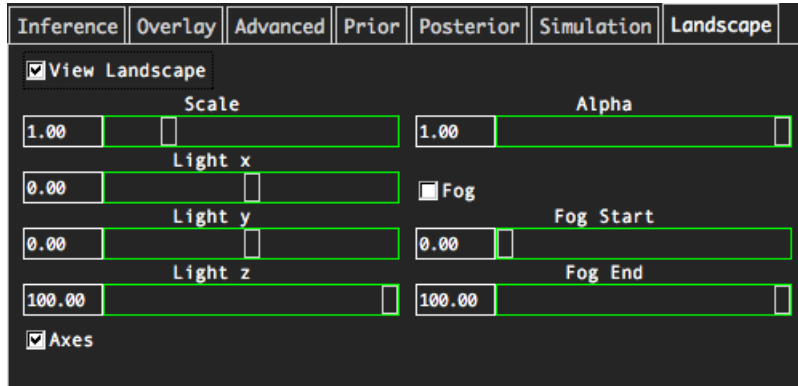 Inference Overlay Advanced Prior Posterior Simulation Landscape
View Landscape
Scale
1.00
Light x
0.00
Light y
0.00
Light z
100.00
Axes
Alpha
1.00
Fog
Fog Start
0.00
Fog End
100.00